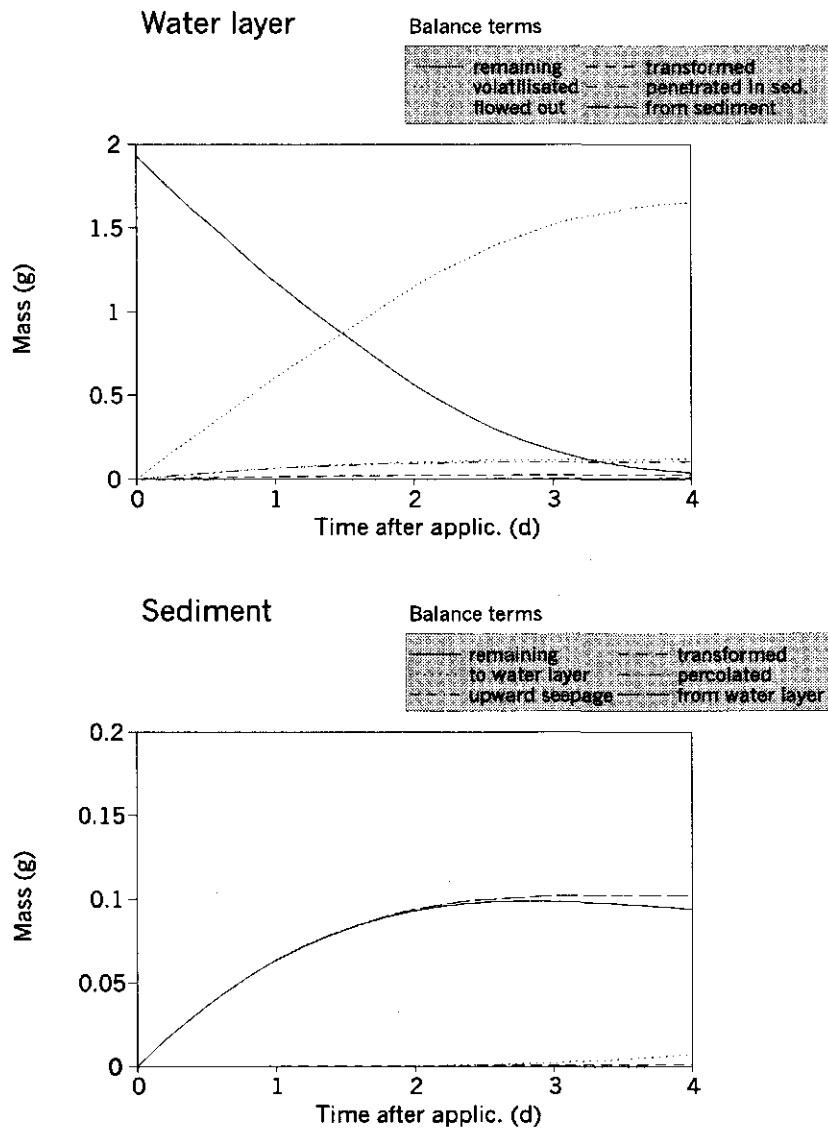 Water layer
Balance terms
remaining transformed
volatilisated penetrated in sed.
flowed out from sediment
2
1.5
1
0.5
0
Mass (g)
0 1 2 3 4
Time after applic. (d)
Sediment
Balance terms
remaining transformed
to water layer percolated
upward seepage from water layer
0.2
0.15
0.1
0.05
0
Mass (g)
0 1 2 3 4
Time after applic. (d)